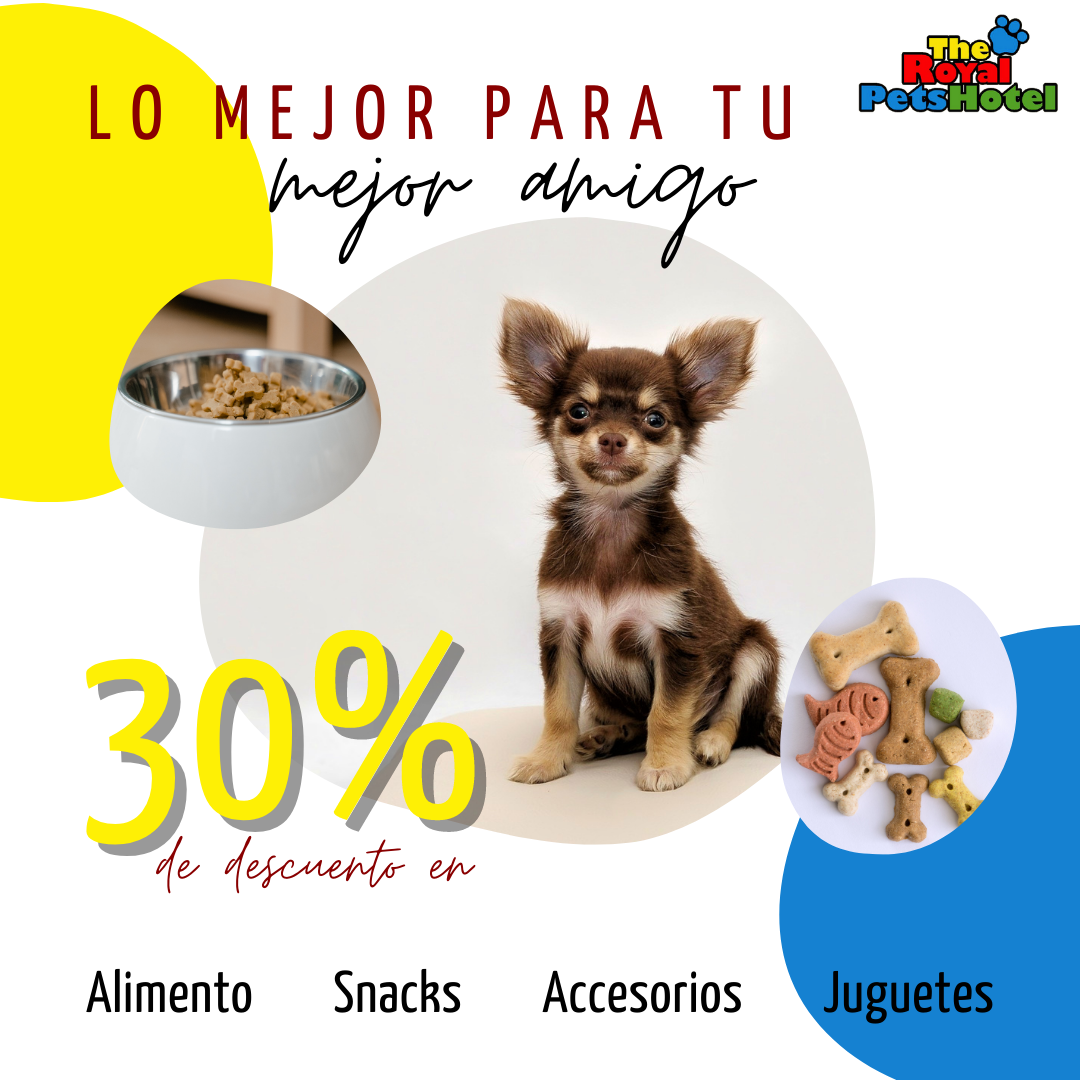 The
Royal
PetsHotel
LO MEJOR PARA TU
mejor amigo
30%
de descuento en
Alimento Snacks Accesorios Juguetes